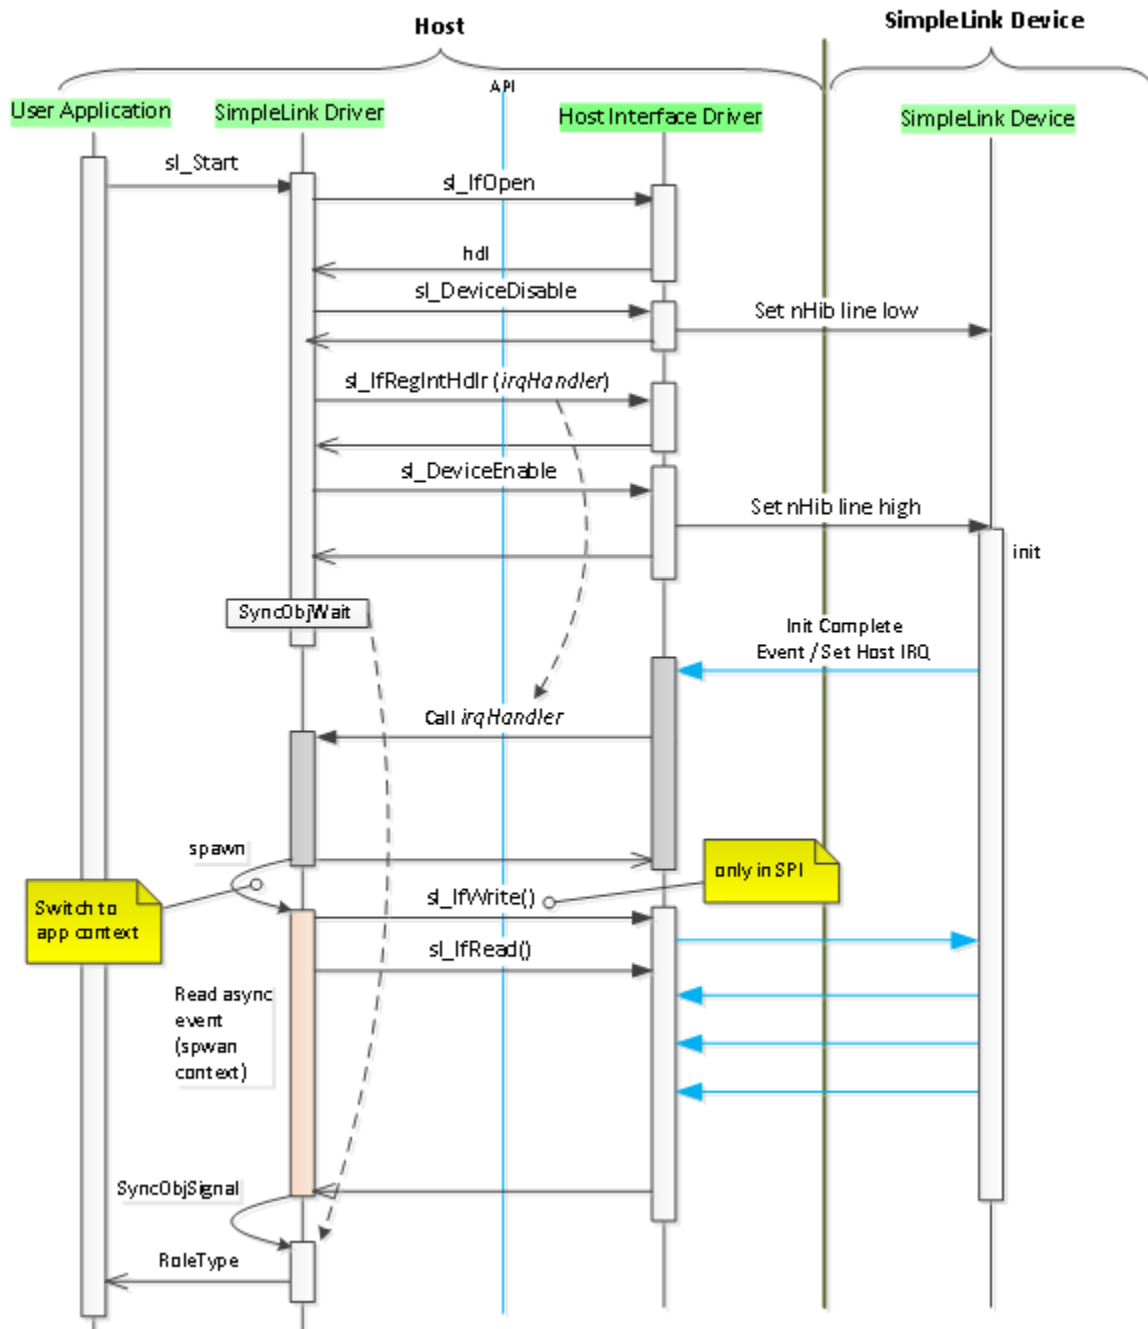 Host
SimpleLink Device
API
User Application
SimpleLink Driver
Host Interface Driver
SimpleLink Device
sl_Start
sl_IfOpen
hdl
sl_DeviceDisable
Set nHib line low
sl_IfRegIntHdlr (irqHandler)
sl_DeviceEnable
Set nHib line high
init
SyncObjWait
Init Complete
Event / Set Host IRQ
Call irqHandler
spawn
only in SPI
Switch to
app context
sl_IfWrite()
sl_IfRead()
Read async
event
(spwan
context)
SyncObjSignal
RoleType